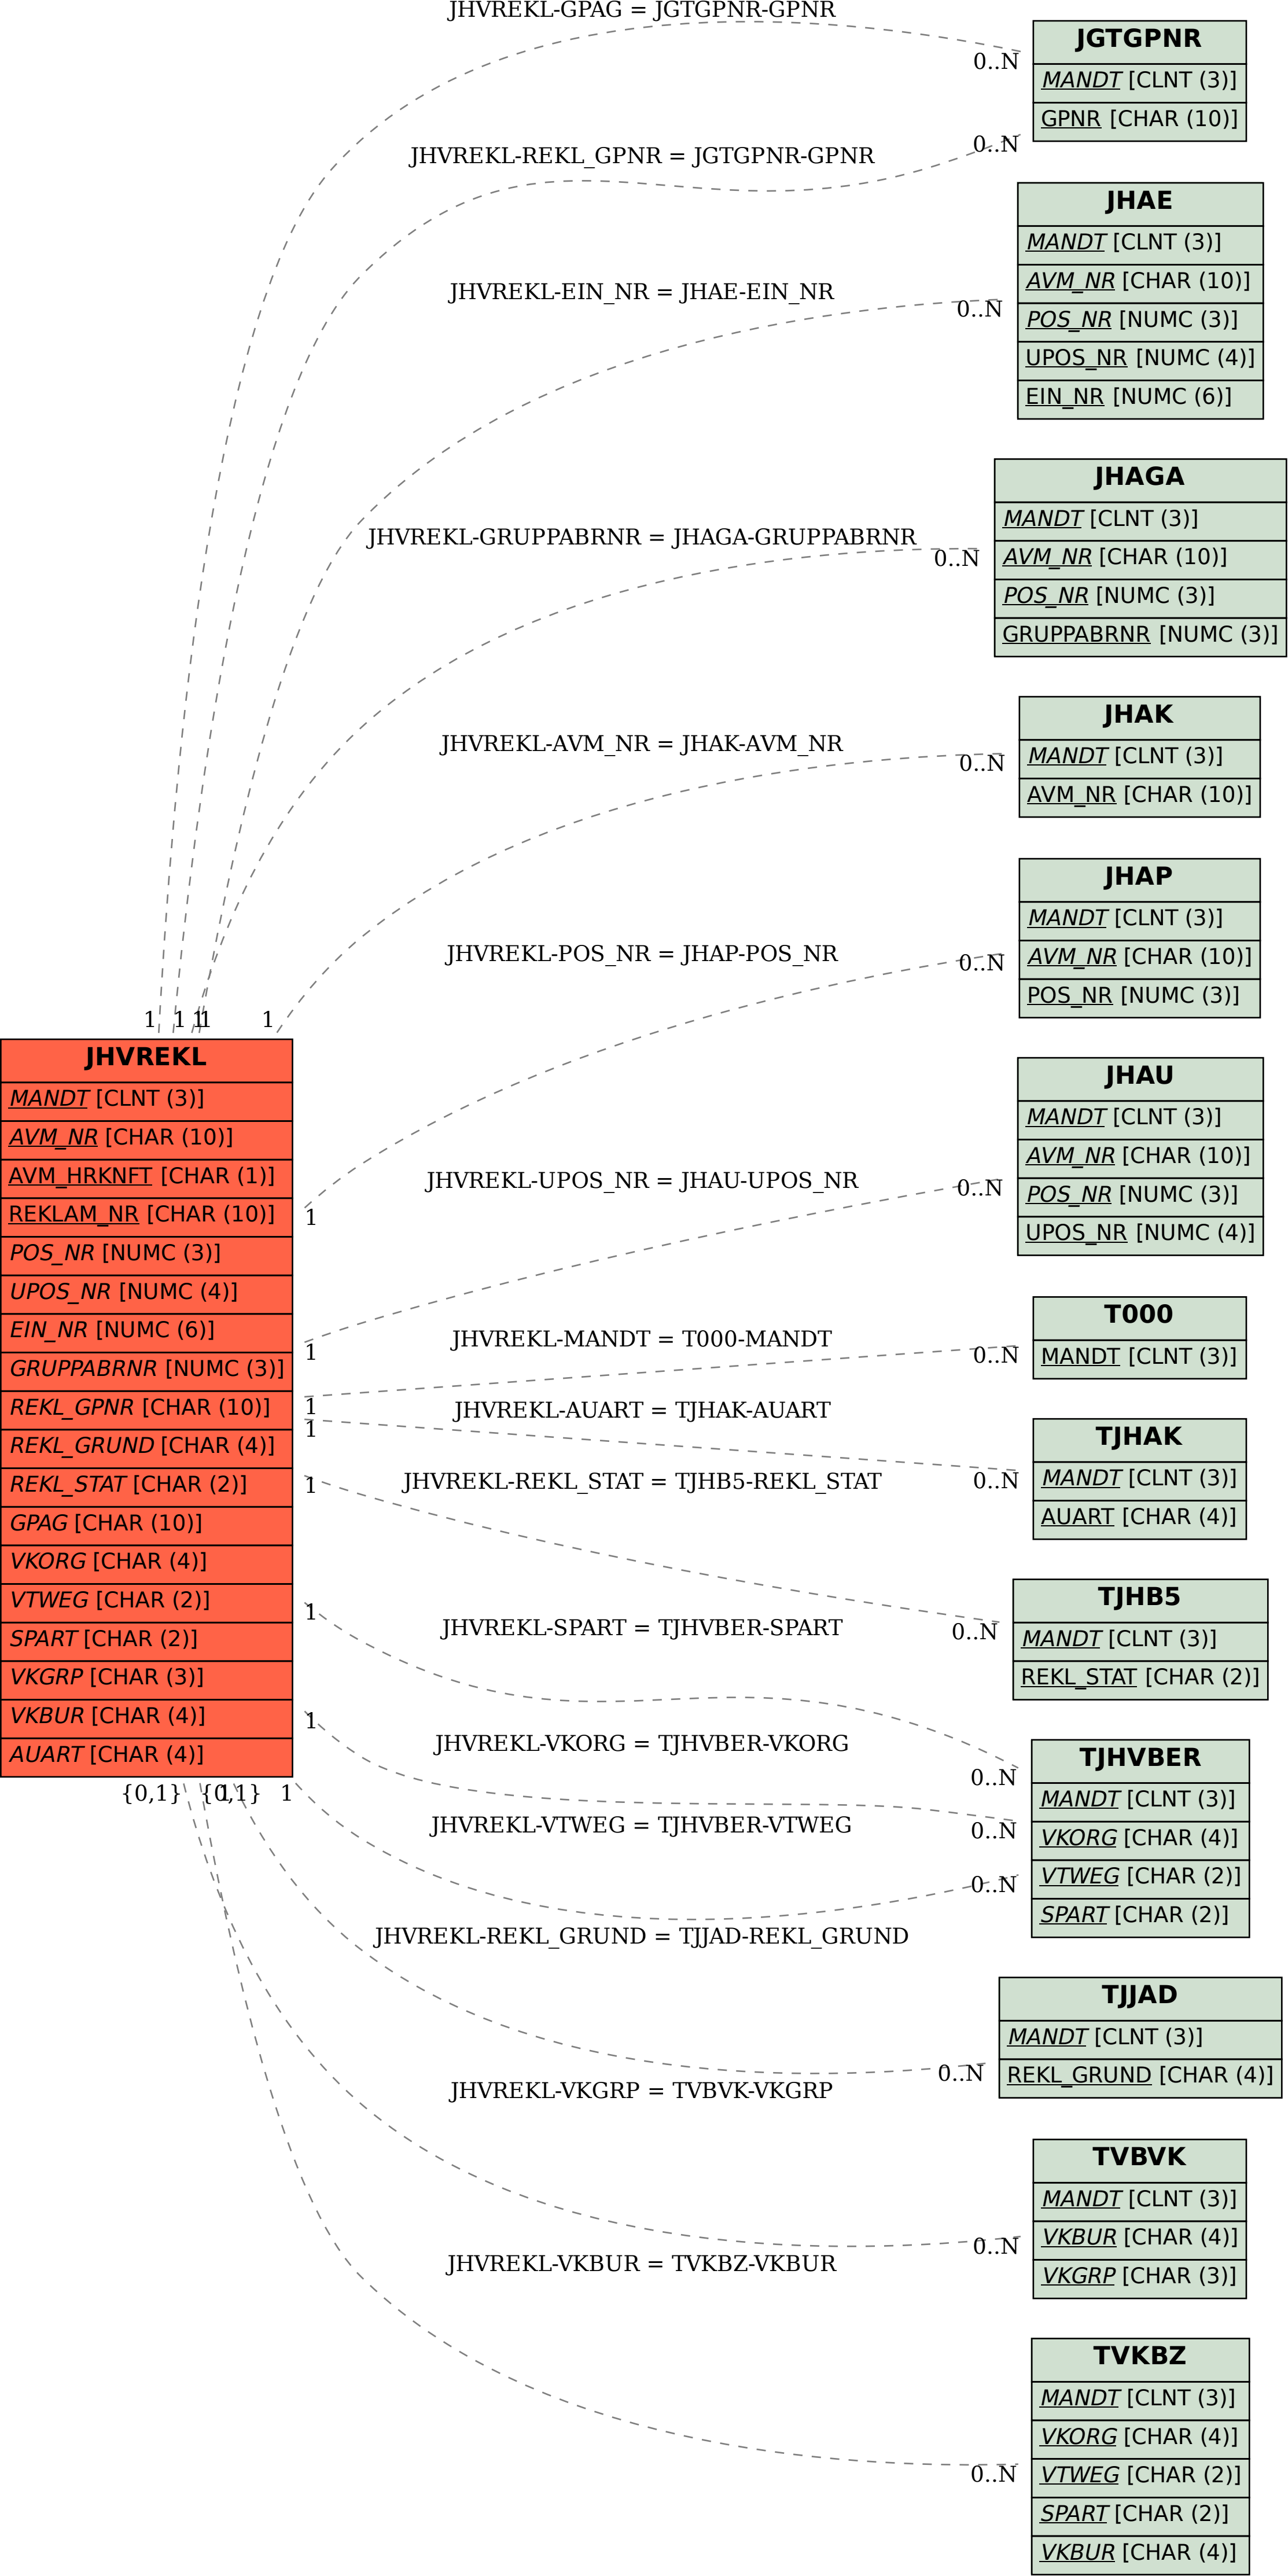 JHVREKL-GPAG = JGTGPNR-GPNR
0..N
JHVREKL-REKL_GPNR = JGTGPNR-GPNR
0..N
JGTGPNR
MANDT [CLNT (3)]
GPNR [CHAR (10)]
JHVREKL-EIN_NR = JHAE-EIN_NR
0..N
JHAE
MANDT [CLNT (3)]
AVM_NR [CHAR (10)]
POS_NR [NUMC (3)]
UPOS_NR [NUMC (4)]
EIN_NR [NUMC (6)]
JHVREKL-GRUPPABRNR = JHAGA-GRUPPABRNR
0..N
JHAGA
MANDT [CLNT (3)]
AVM_NR [CHAR (10)]
POS_NR [NUMC (3)]
GRUPPABRNR [NUMC (3)]
JHVREKL-AVM_NR = JHAK-AVM_NR
0..N
JHAK
MANDT [CLNT (3)]
AVM_NR [CHAR (10)]
JHVREKL-POS_NR = JHAP-POS_NR
0..N
JHAP
MANDT [CLNT (3)]
AVM_NR [CHAR (10)]
POS_NR [NUMC (3)]
1
1
1
1
1
JHVREKL
MANDT [CLNT (3)]
AVM_NR [CHAR (10)]
AVM_HRKNFT [CHAR (1)]
REKLAM_NR [CHAR (10)]
POS_NR [NUMC (3)]
UPOS_NR [NUMC (4)]
EIN_NR [NUMC (6)]
GRUPPABRNR [NUMC (3)]
REKL_GPNR [CHAR (10)]
REKL_GRUND [CHAR (4)]
REKL_STAT [CHAR (2)]
GPAG [CHAR (10)]
VKORG [CHAR (4)]
VTWEG [CHAR (2)]
SPART [CHAR (2)]
VKGRP [CHAR (3)]
VKBUR [CHAR (4)]
AUART [CHAR (4)]
1
1
1
1
1
1
1
{0,1}
{0,1}
1
1
JHVREKL-UPOS_NR = JHAU-UPOS_NR
0..N
JHAU
MANDT [CLNT (3)]
AVM_NR [CHAR (10)]
POS_NR [NUMC (3)]
UPOS_NR [NUMC (4)]
JHVREKL-MANDT = T000-MANDT
0..N
T000
MANDT [CLNT (3)]
JHVREKL-AUART = TJHAK-AUART
0..N
TJHAK
MANDT [CLNT (3)]
AUART [CHAR (4)]
JHVREKL-REKL_STAT = TJHB5-REKL_STAT
0..N
TJHB5
MANDT [CLNT (3)]
REKL_STAT [CHAR (2)]
JHVREKL-SPART = TJHVBER-SPART
0..N
JHVREKL-VKORG = TJHVBER-VKORG
0..N
JHVREKL-VTWEG = TJHVBER-VTWEG
0..N
TJHVBER
MANDT [CLNT (3)]
VKORG [CHAR (4)]
VTWEG [CHAR (2)]
SPART [CHAR (2)]
JHVREKL-REKL_GRUND = TJJAD-REKL_GRUND
0..N
TJJAD
MANDT [CLNT (3)]
REKL_GRUND [CHAR (4)]
JHVREKL-VKGRP = TVBVK-VKGRP
0..N
TVBVK
MANDT [CLNT (3)]
VKBUR [CHAR (4)]
VKGRP [CHAR (3)]
JHVREKL-VKBUR = TVKBZ-VKBUR
0..N
TVKBZ
MANDT [CLNT (3)]
VKORG [CHAR (4)]
VTWEG [CHAR (2)]
SPART [CHAR (2)]
VKBUR [CHAR (4)]